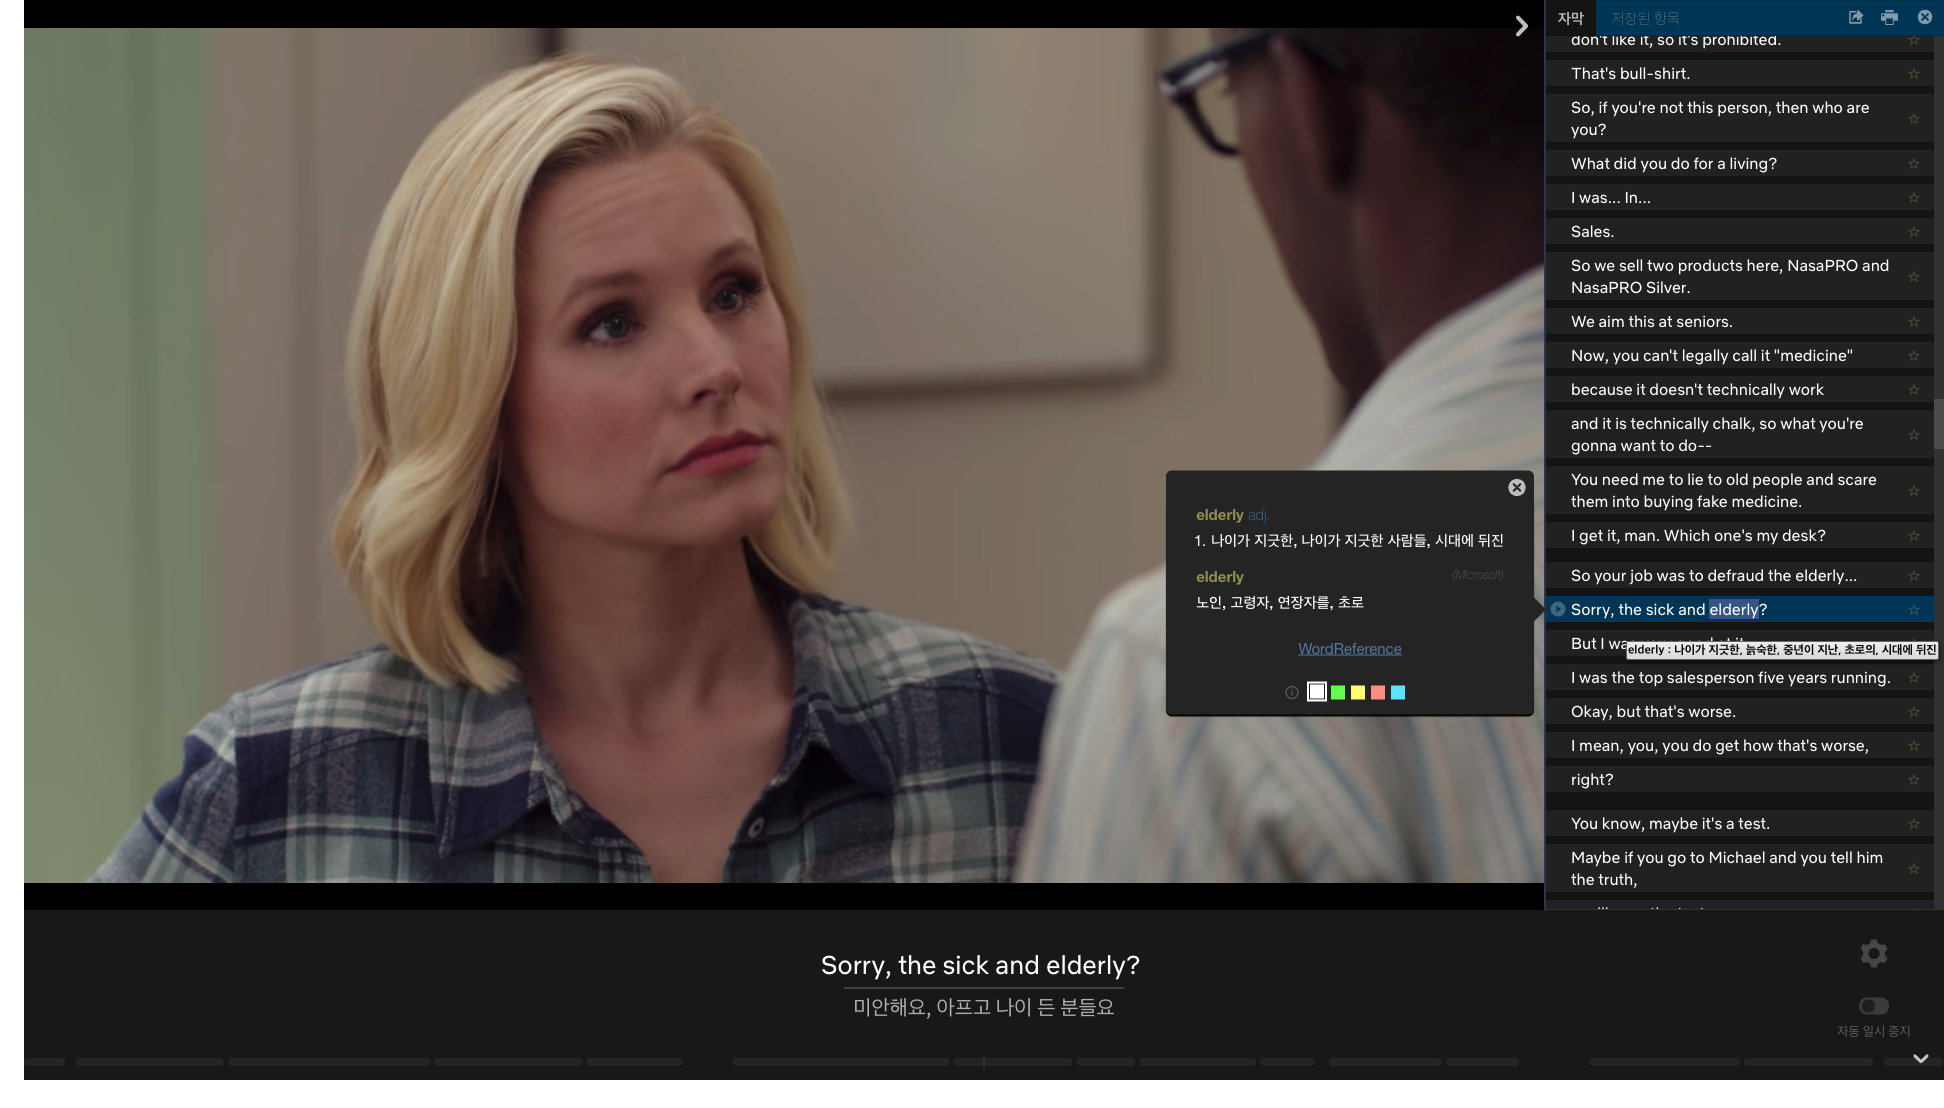 자막
저장된 항목
don't like it, so it's prohibited.
That's bull-shirt.
So, if you're not this person, then who are
you?
What did you do for a living?
I was... In...
Sales.
So we sell two products here, NasaPRO and
NasaPRO Silver.
We aim this at seniors.
Now, you can't legally call it "medicine"
because it doesn't technically work
and it is technically chalk, so what you're
gonna want to do--
You need me to lie to old people and scare
them into buying fake medicine.
I get it, man. Which one's my desk?
So your job was to defraud the elderly...
Sorry, the sick and elderly?
But I wa
elderly : 나이가 지긋한, 늙숙한, 중년이 지난, 초로의, 시대에 뒤진
I was the top salesperson five years running.
Okay, but that's worse.
I mean, you, you do get how that's worse,
right?
You know, maybe it's a test.
Maybe if you go to Michael and you tell him
the truth,
elderly adj.
1. 나이가 지긋한, 나이가 지긋한 사람들, 시대에 뒤진
elderly (Microsoft)
노인, 고령자, 연장자를, 초로
WordReference
Sorry, the sick and elderly?
미안해요, 아프고 나이 든 분들요
자동 일시 중지